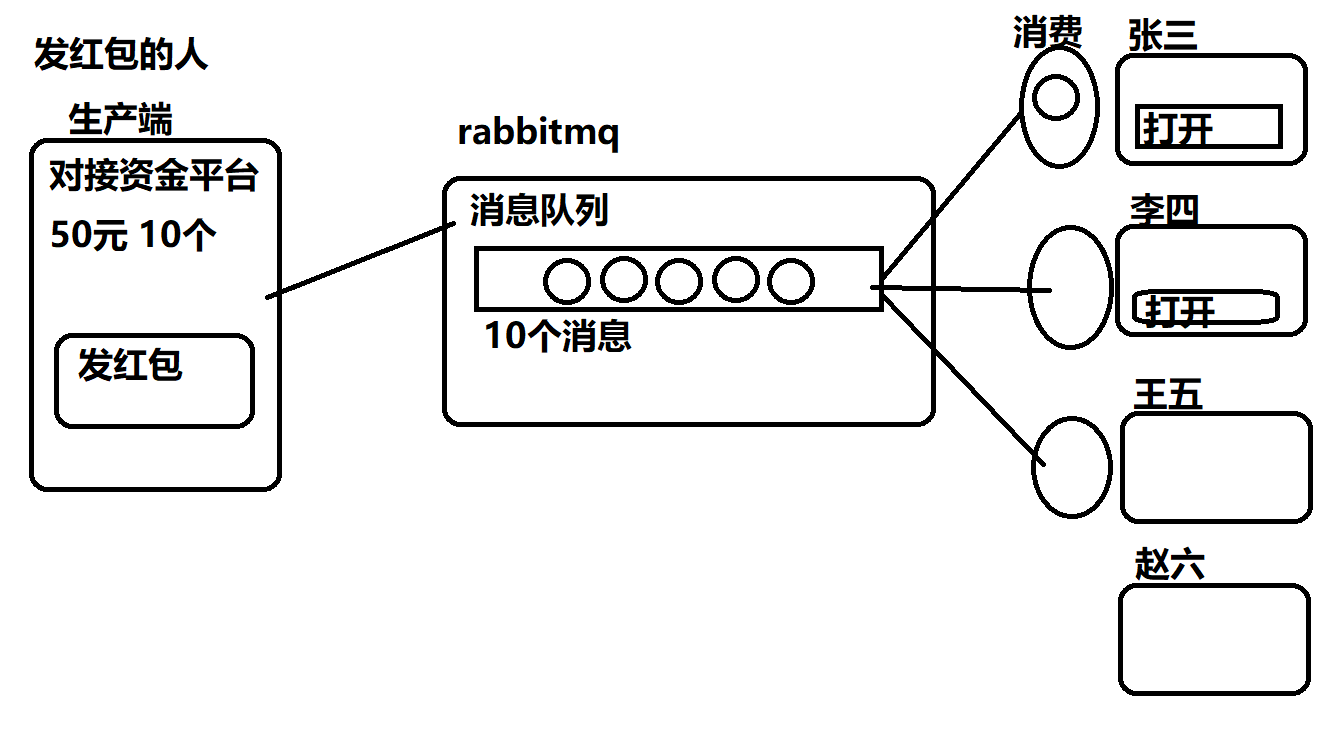 发红包的人
生产端
对接资金平台
50元 10个
发红包
rabbitmq
消息队列
10个消息
消费
张三
打开
李四
打开
王五
赵六